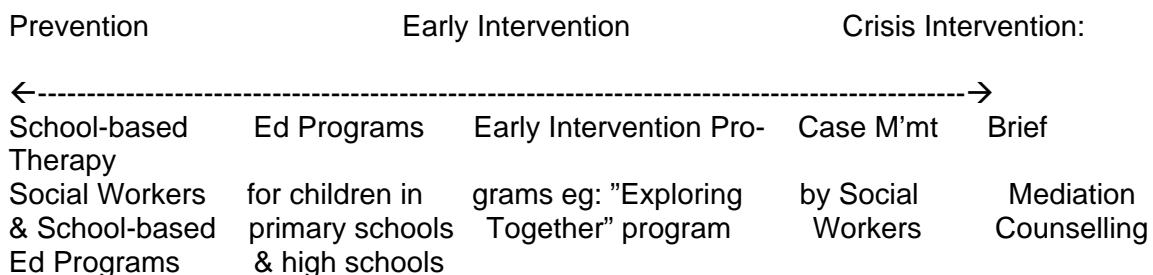 Prevention Early Intervention Crisis Intervention:
←-----------------------------------------------------------------------------------------------→
School-based Ed Programs Early Intervention Pro- Case M’mt Brief
Therapy
Social Workers for children in grams eg: ”Exploring by Social Mediation
& School-based primary schools Together” program Workers Counselling
Ed Programs & high schools